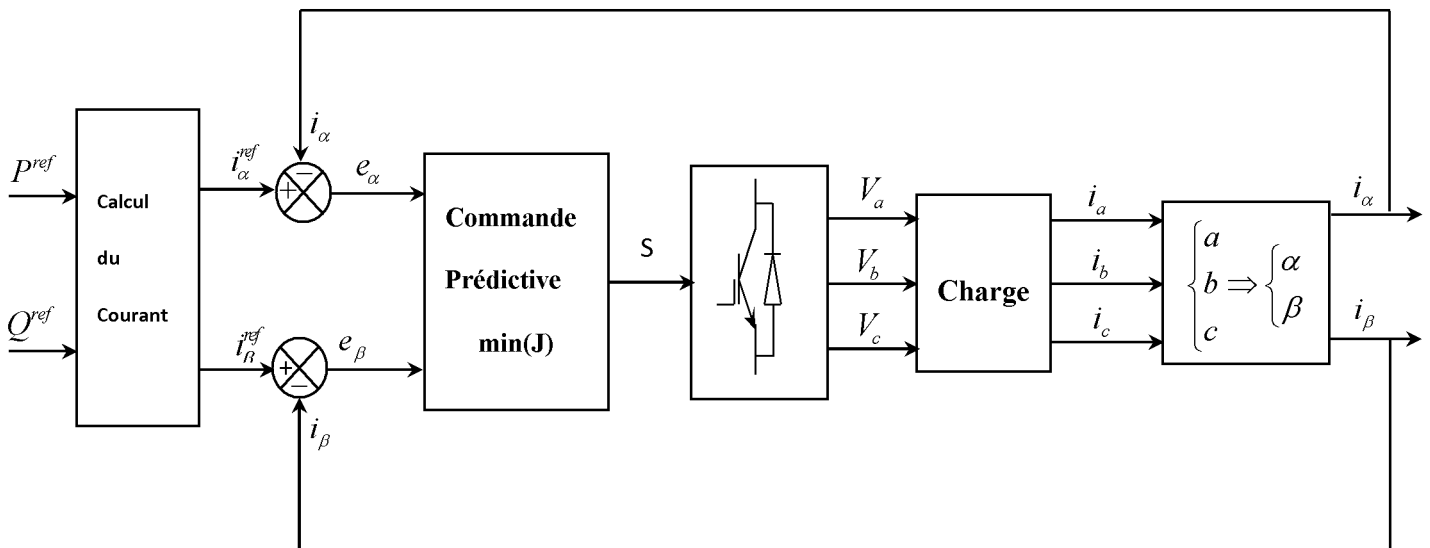 i_α
P^ref
i_α^ref
e_α
+
−
Calcul
du
Courant
Commande
Prédictive
min(J)
S
V_a
V_b
V_c
Charge
i_a
i_b
i_c
{ a b c ⇒ { α β
i_α
i_β
Q^ref
i_β^ref
e_β
+
−
i_β